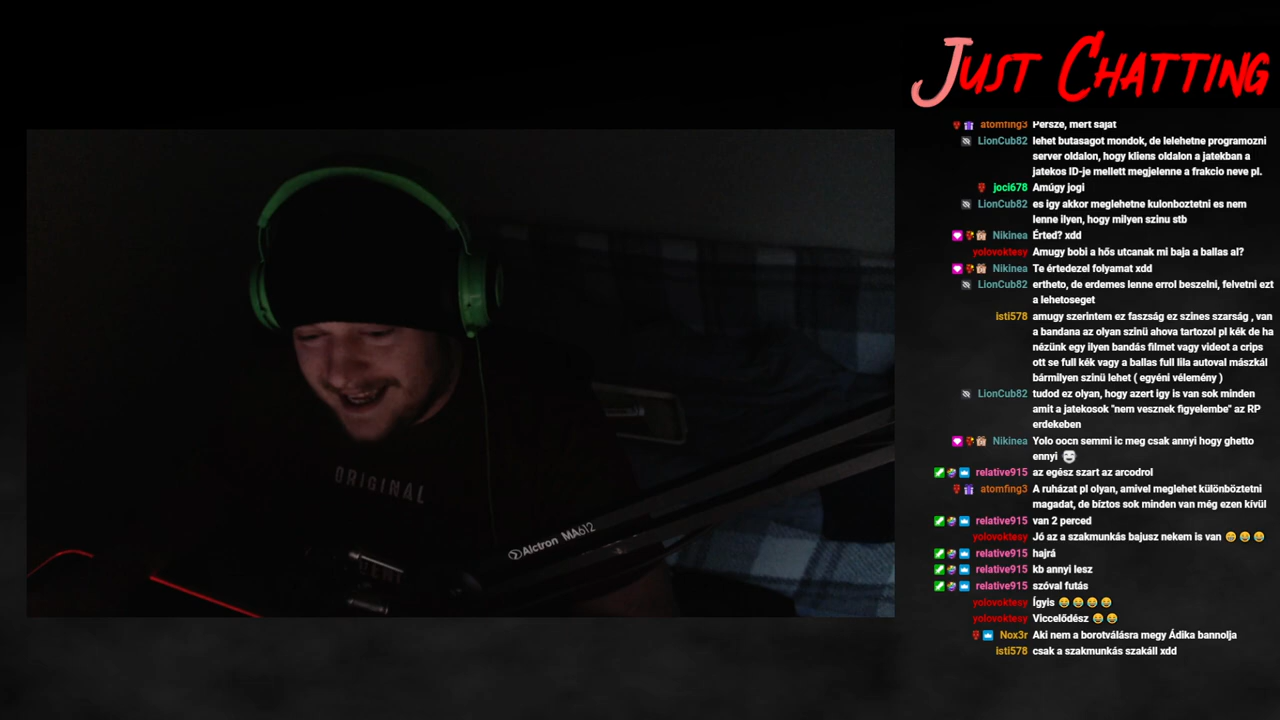 JUST CHATTING
atomfing3 Persze, mert saját
LionCub82 lehet butasagot mondok, de lelehetne programozni
server oldalon, hogy kliens oldalon a jatekban a
jatekos ID-je mellett megjelenne a frakcio neve pl.
joci678 Amúgy jogi
LionCub82 es igy akkor meglehetne kulonboztetni es nem
lenne ilyen, hogy milyen szinu stb
Nikinea Érted? xdd
yolovoktesy Amugy bobi a hős utcanak mi baja a ballas al?
Nikinea Te értedezel folyamat xdd
LionCub82 ertheto, de erdemes lenne errol beszelni, felvetni ezt
a lehetoseget
isti578 amugy szerintem ez faszság ez szines szarság , van
a bandana az olyan szinü ahova tartozol pl kék de ha
nézünk egy ilyen bandás filmet vagy videot a crips
ott se full kék vagy a ballas full lila autoval mászkál
bármilyen szinü lehet ( egyéni vélemény )
LionCub82 tudod ez olyan, hogy azert igy is van sok minden
amit a jatekosok "nem vesznek figyelembe" az RP
erdekeben
Nikinea Yolo oocn semmi ic meg csak annyi hogy ghetto
ennyi
relative915 az egész szart az arcodrol
atomfing3 A ruházat pl olyan, amivel meglehet különböztetni
magadat, de bíztos sok minden van még ezen kívül
relative915 van 2 perced
yolovoktesy Jó az a szakmunkás bajusz nekem is van 😄😂😂
relative915 hajrá
relative915 kb annyi lesz
relative915 szóval futás
yolovoktesy Ígyis 😂😂😂😂
yolovoktesy Viccelődész 😂😂
Nox3r Aki nem a borotválásra megy Ádika bannolja
isti578 csak a szakmunkás szakáll xdd
ORIGINAL
Alctron MA612